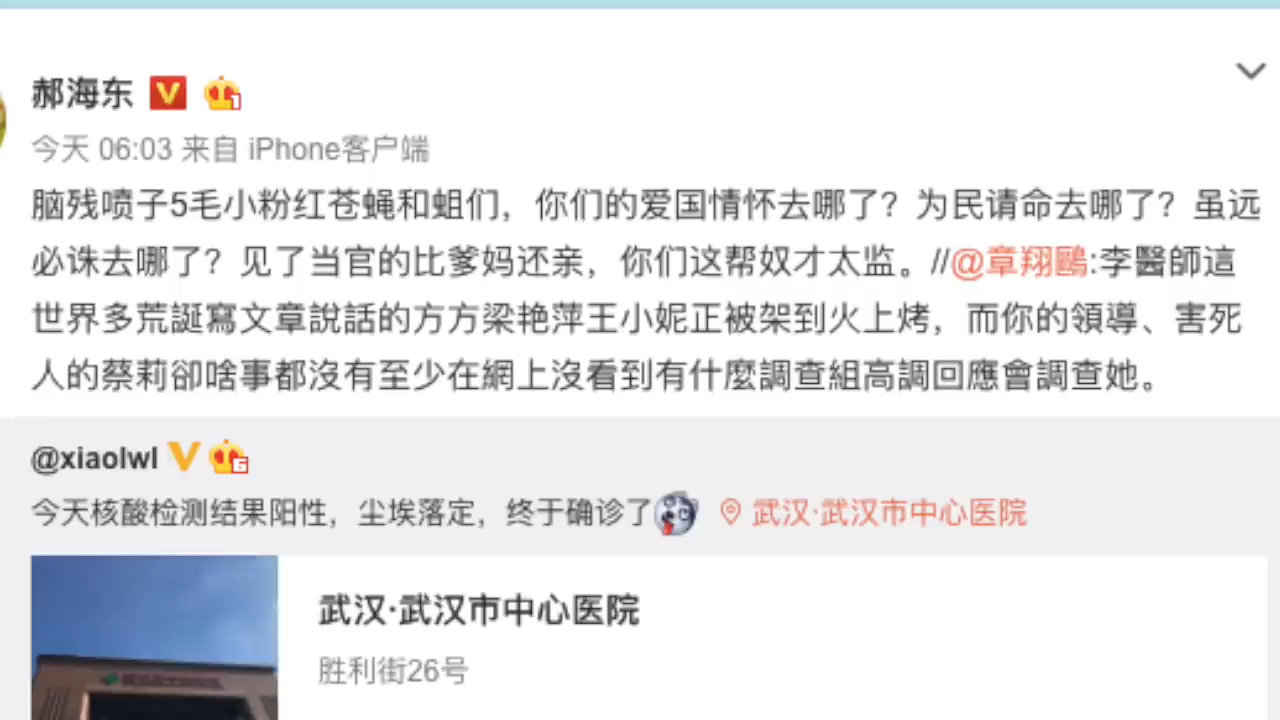 郝海东
今天 06:03 来自 iPhone客户端
脑残喷子5毛小粉红苍蝇和蛆们，你们的爱国情怀去哪了？为民请命去哪了？虽远
必诛去哪了？见了当官的比爹妈还亲，你们这帮奴才太监。//@章翔鷗:李醫師這
世界多荒誕寫文章說話的方方梁艳萍王小妮正被架到火上烤，而你的領導、害死
人的蔡莉卻啥事都沒有至少在網上沒看到有什麼調查組高調回應會調查她。
@xiaolwl
今天核酸检测结果阳性，尘埃落定，终于确诊了 武汉·武汉市中心医院
武汉·武汉市中心医院
胜利街26号